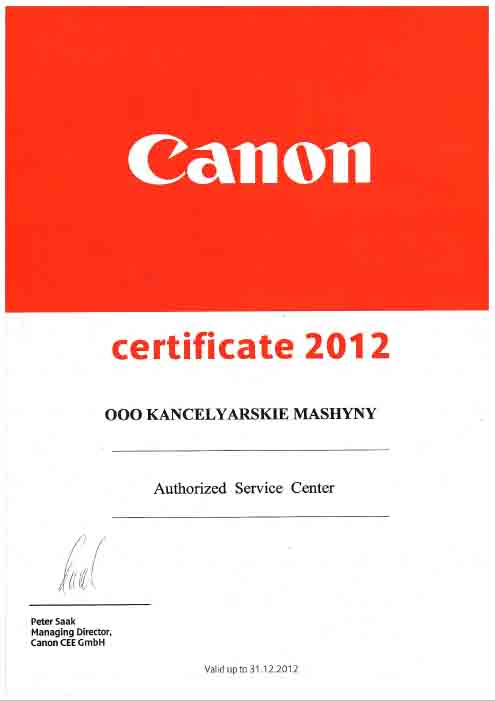 Canon
certificate 2012
OOO KANCELYARSKIE MASHYNY
Authorized Service Center
Peter Saak
Managing Director,
Canon CEE GmbH
Valid up to 31.12.2012